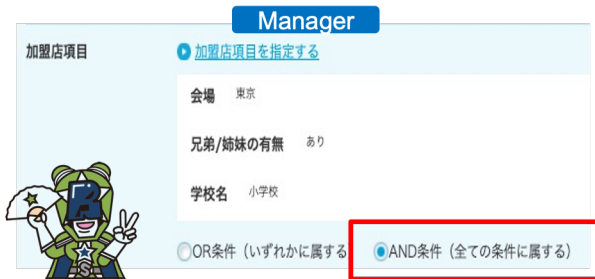 Manager
加盟店項目
加盟店項目を指定する
会場 東京
兄弟/姉妹の有無 あり
学校名 小学校
OR条件（いずれかに属する
AND条件（全ての条件に属する）